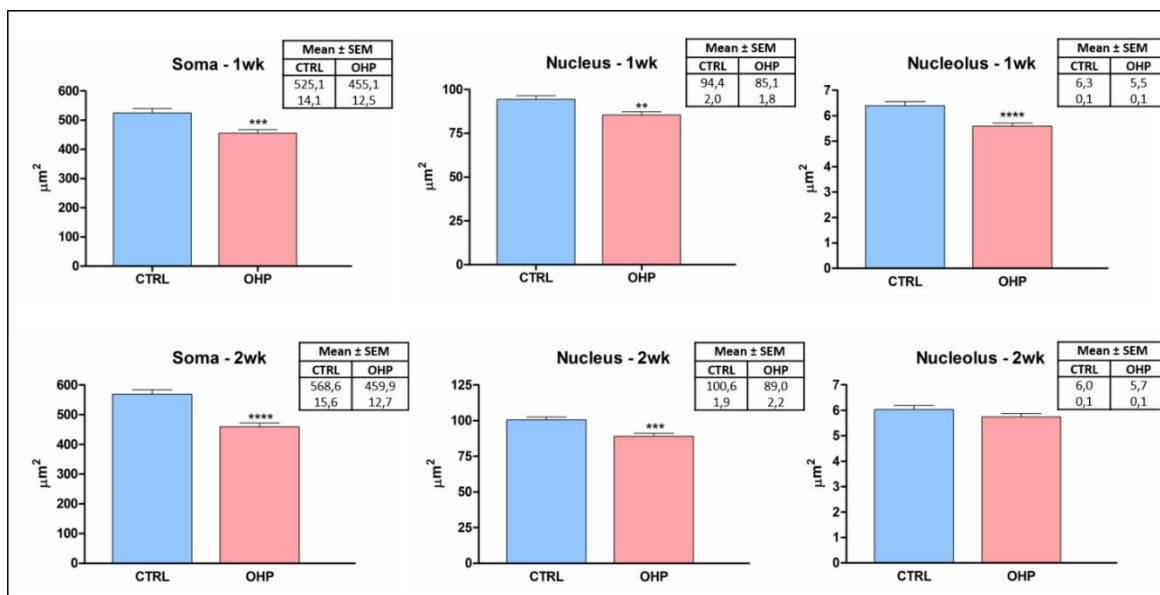 Soma - 1wk
Mean ± SEM
CTRL OHP
525,1 455,1
14,1 12,5
600
500
400
300
200
100
0
μm²
***
CTRL OHP
Nucleus - 1wk
Mean ± SEM
CTRL OHP
94,4 85,1
2,0 1,8
100
75
50
25
0
μm²
**
CTRL OHP
Nucleolus - 1wk
Mean ± SEM
CTRL OHP
6,3 5,5
0,1 0,1
7
6
5
4
3
2
1
0
μm²
****
CTRL OHP
Soma - 2wk
Mean ± SEM
CTRL OHP
568,6 459,9
15,6 12,7
600
500
400
300
200
100
0
μm²
****
CTRL OHP
Nucleus - 2wk
Mean ± SEM
CTRL OHP
100,6 89,0
1,9 2,2
125
100
75
50
25
0
μm²
***
CTRL OHP
Nucleolus - 2wk
Mean ± SEM
CTRL OHP
6,0 5,7
0,1 0,1
7
6
5
4
3
2
1
0
μm²
CTRL OHP